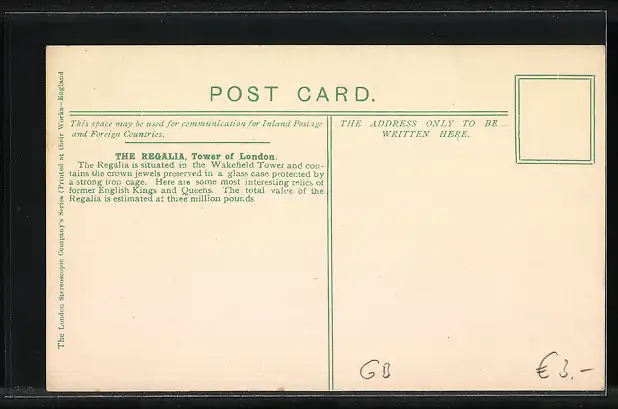 POST CARD.
This space may be used for communication for Inland Postage
and Foreign Countries.
THE REGALIA, Tower of London.
The Regalia is situated in the Wakefield Tower and con-
tains the crown jewels preserved in a glass case protected by
a strong iron cage. Here are some most interesting relics of
former English Kings and Queens. The total value of the
Regalia is estimated at three million pounds
THE ADDRESS ONLY TO BE
WRITTEN HERE.
The London Stereoscopic Company's Series (Printed at their Works—England
GB
€ 3.-